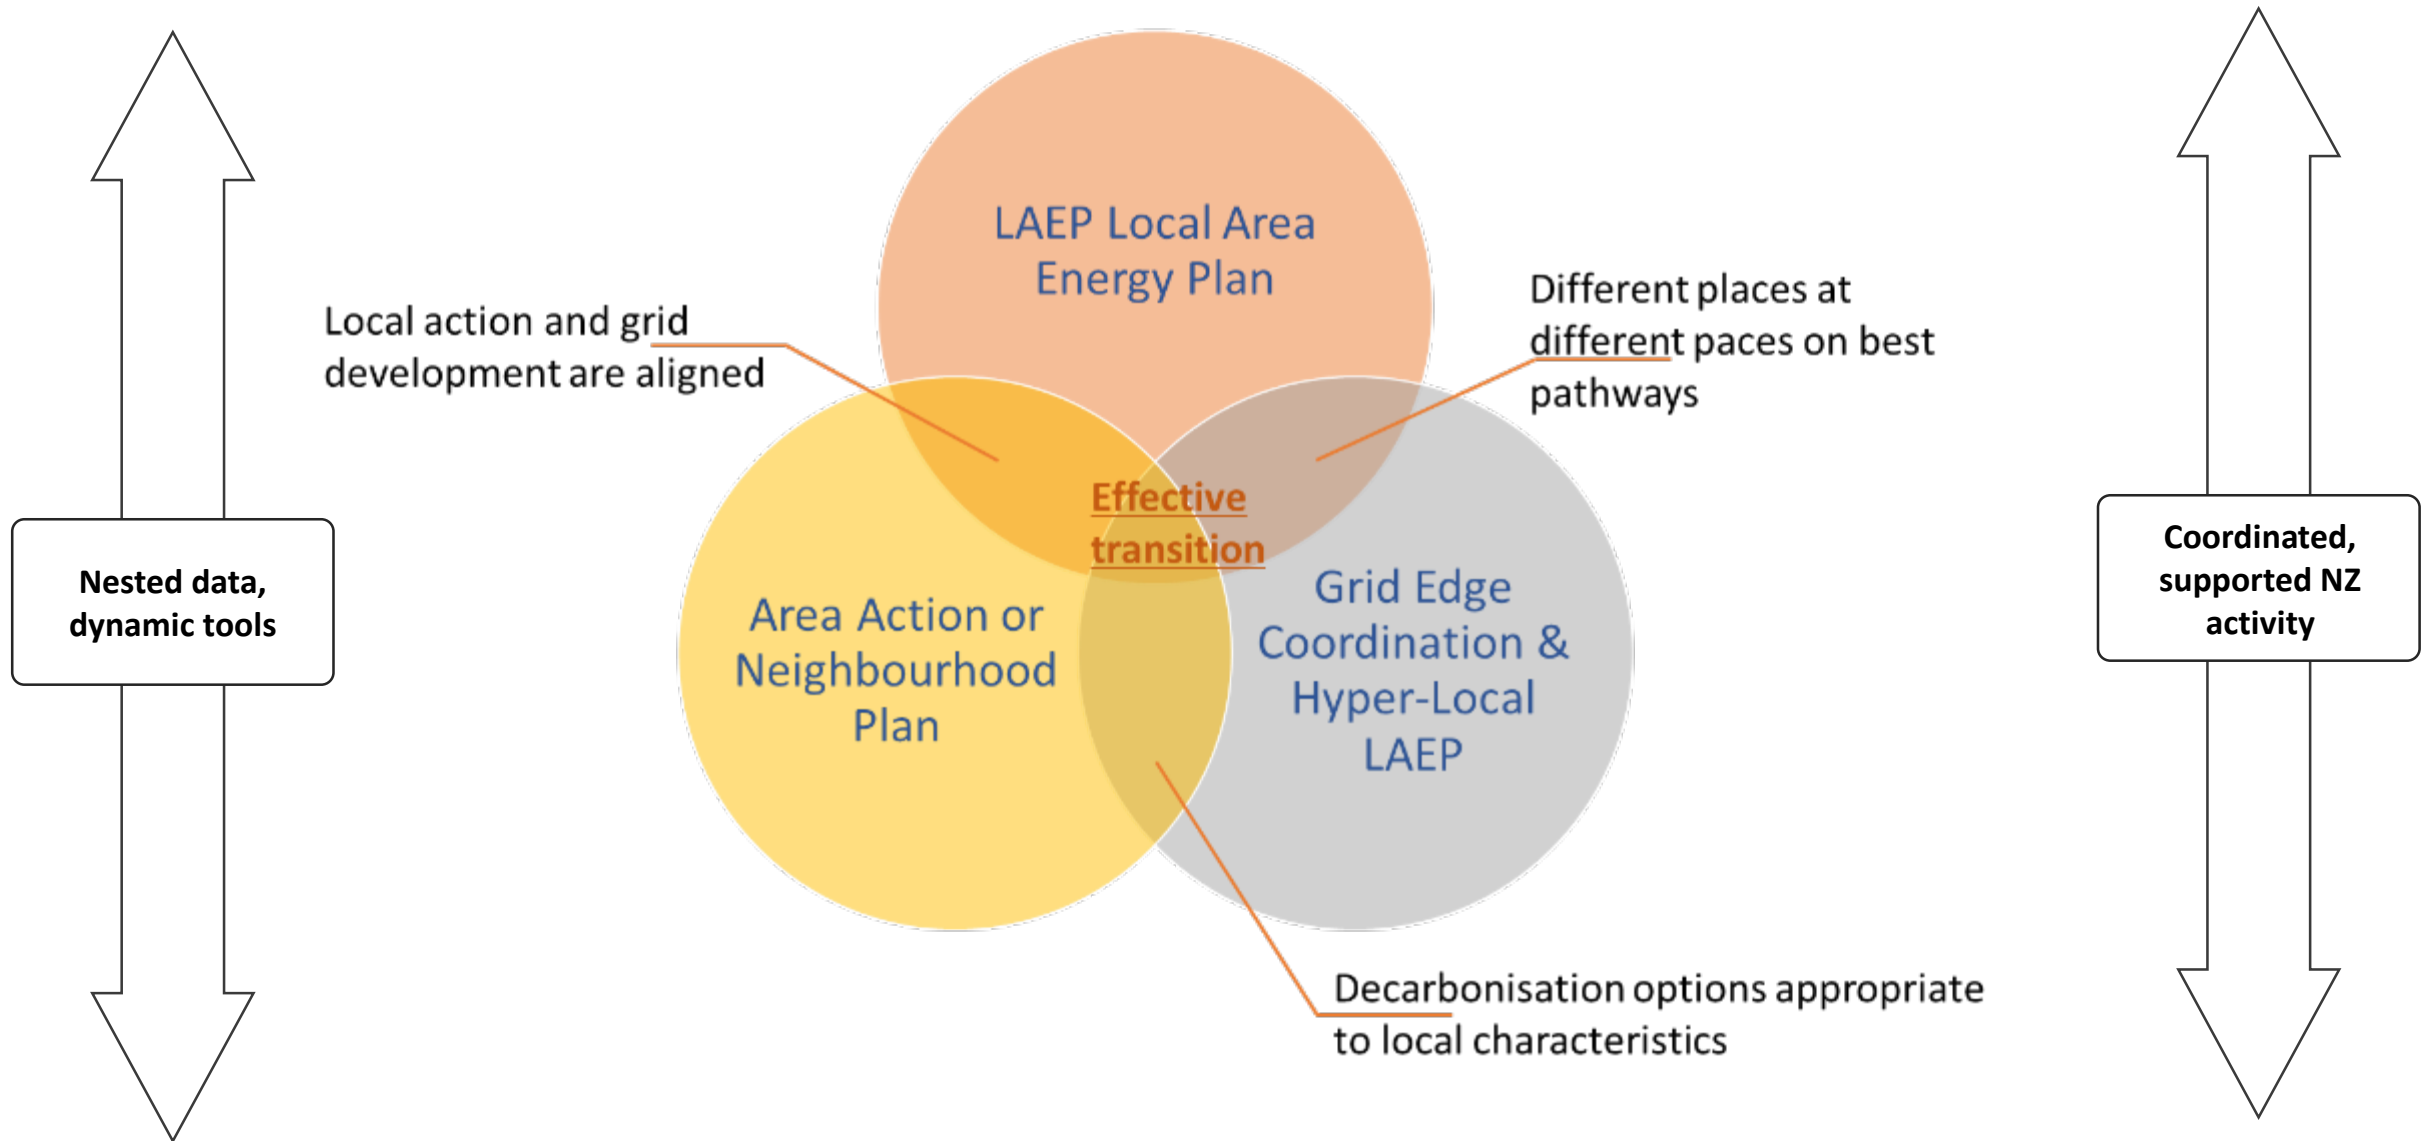 LAEP Local Area
Energy Plan
Local action and grid
development are aligned
Different places at
different paces on best
pathways
Effective
transition
Nested data,
dynamic tools
Coordinated,
supported NZ
activity
Area Action or
Neighbourhood
Plan
Grid Edge
Coordination &
Hyper-Local
LAEP
Decarbonisation options appropriate
to local characteristics